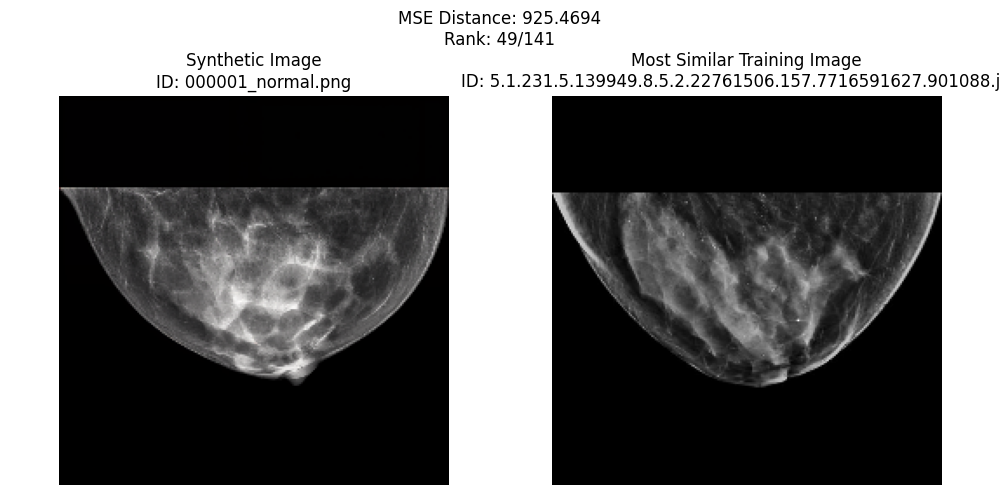 MSE Distance: 925.4694
Rank: 49/141
Synthetic Image
ID: 000001_normal.png
Most Similar Training Image
ID: 5.1.231.5.139949.8.5.2.22761506.157.7716591627.901088.j